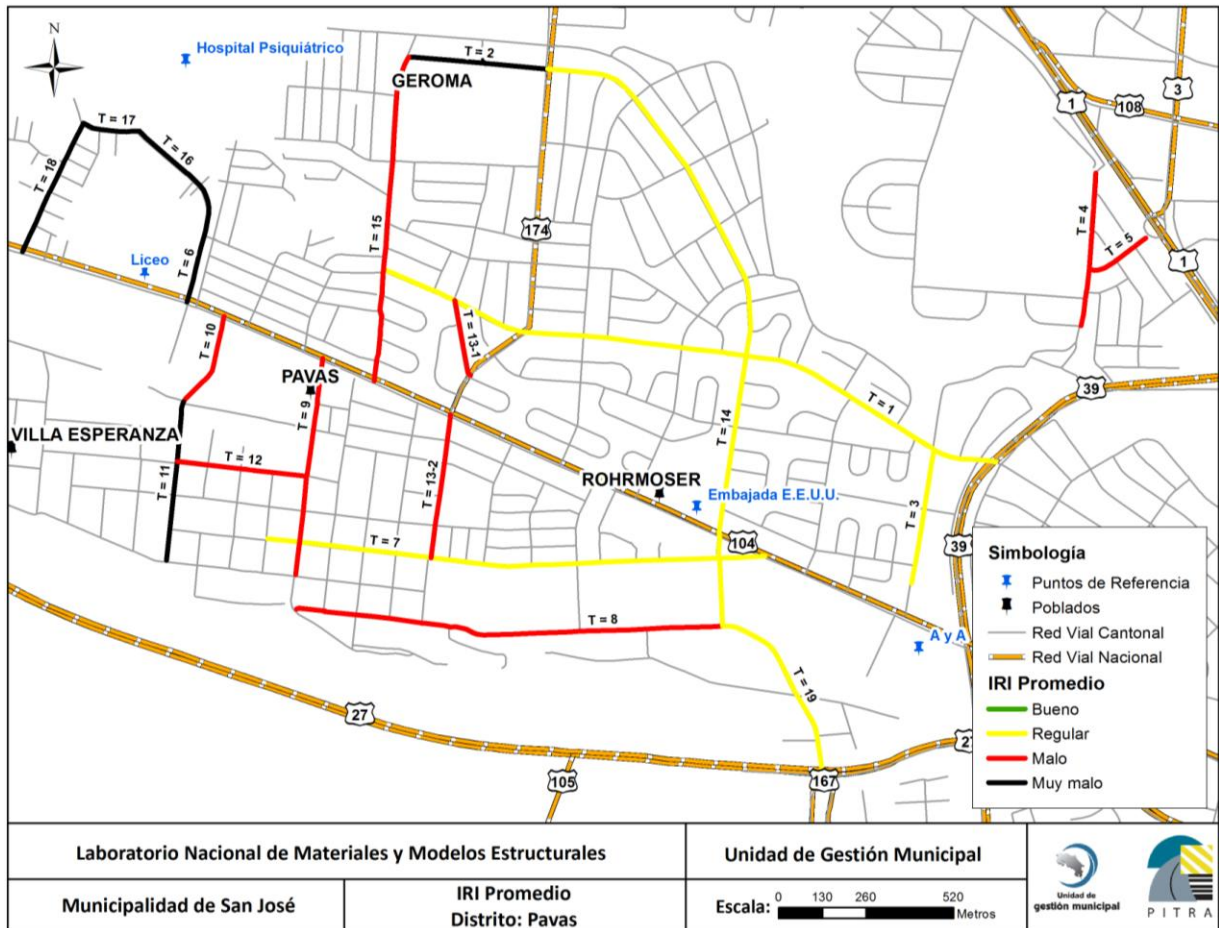 N
Hospital Psiquiátrico
T = 2
GEROMA
1
108
3
T = 17
T = 16
T = 18
T = 15
174
T = 4
T = 5
1
Liceo
T = 6
T = 10
T = 13-1
PAVAS
T = 9
39
T = 1
T = 14
VILLA ESPERANZA
T = 12
T = 11
T = 13-2
ROHRMOSER
Embajada E.E.U.U.
T = 3
104
39
T = 7
T = 8
A y A
T = 19
27
27
167
105
Simbología
Puntos de Referencia
Poblados
Red Vial Cantonal
Red Vial Nacional
IRI Promedio
Bueno
Regular
Malo
Muy malo
Laboratorio Nacional de Materiales y Modelos Estructurales
Unidad de Gestión Municipal
Municipalidad de San José
IRI Promedio
Distrito: Pavas
Escala:
0 130 260 520
Metros
Unidad de
gestión municipal
PITRA